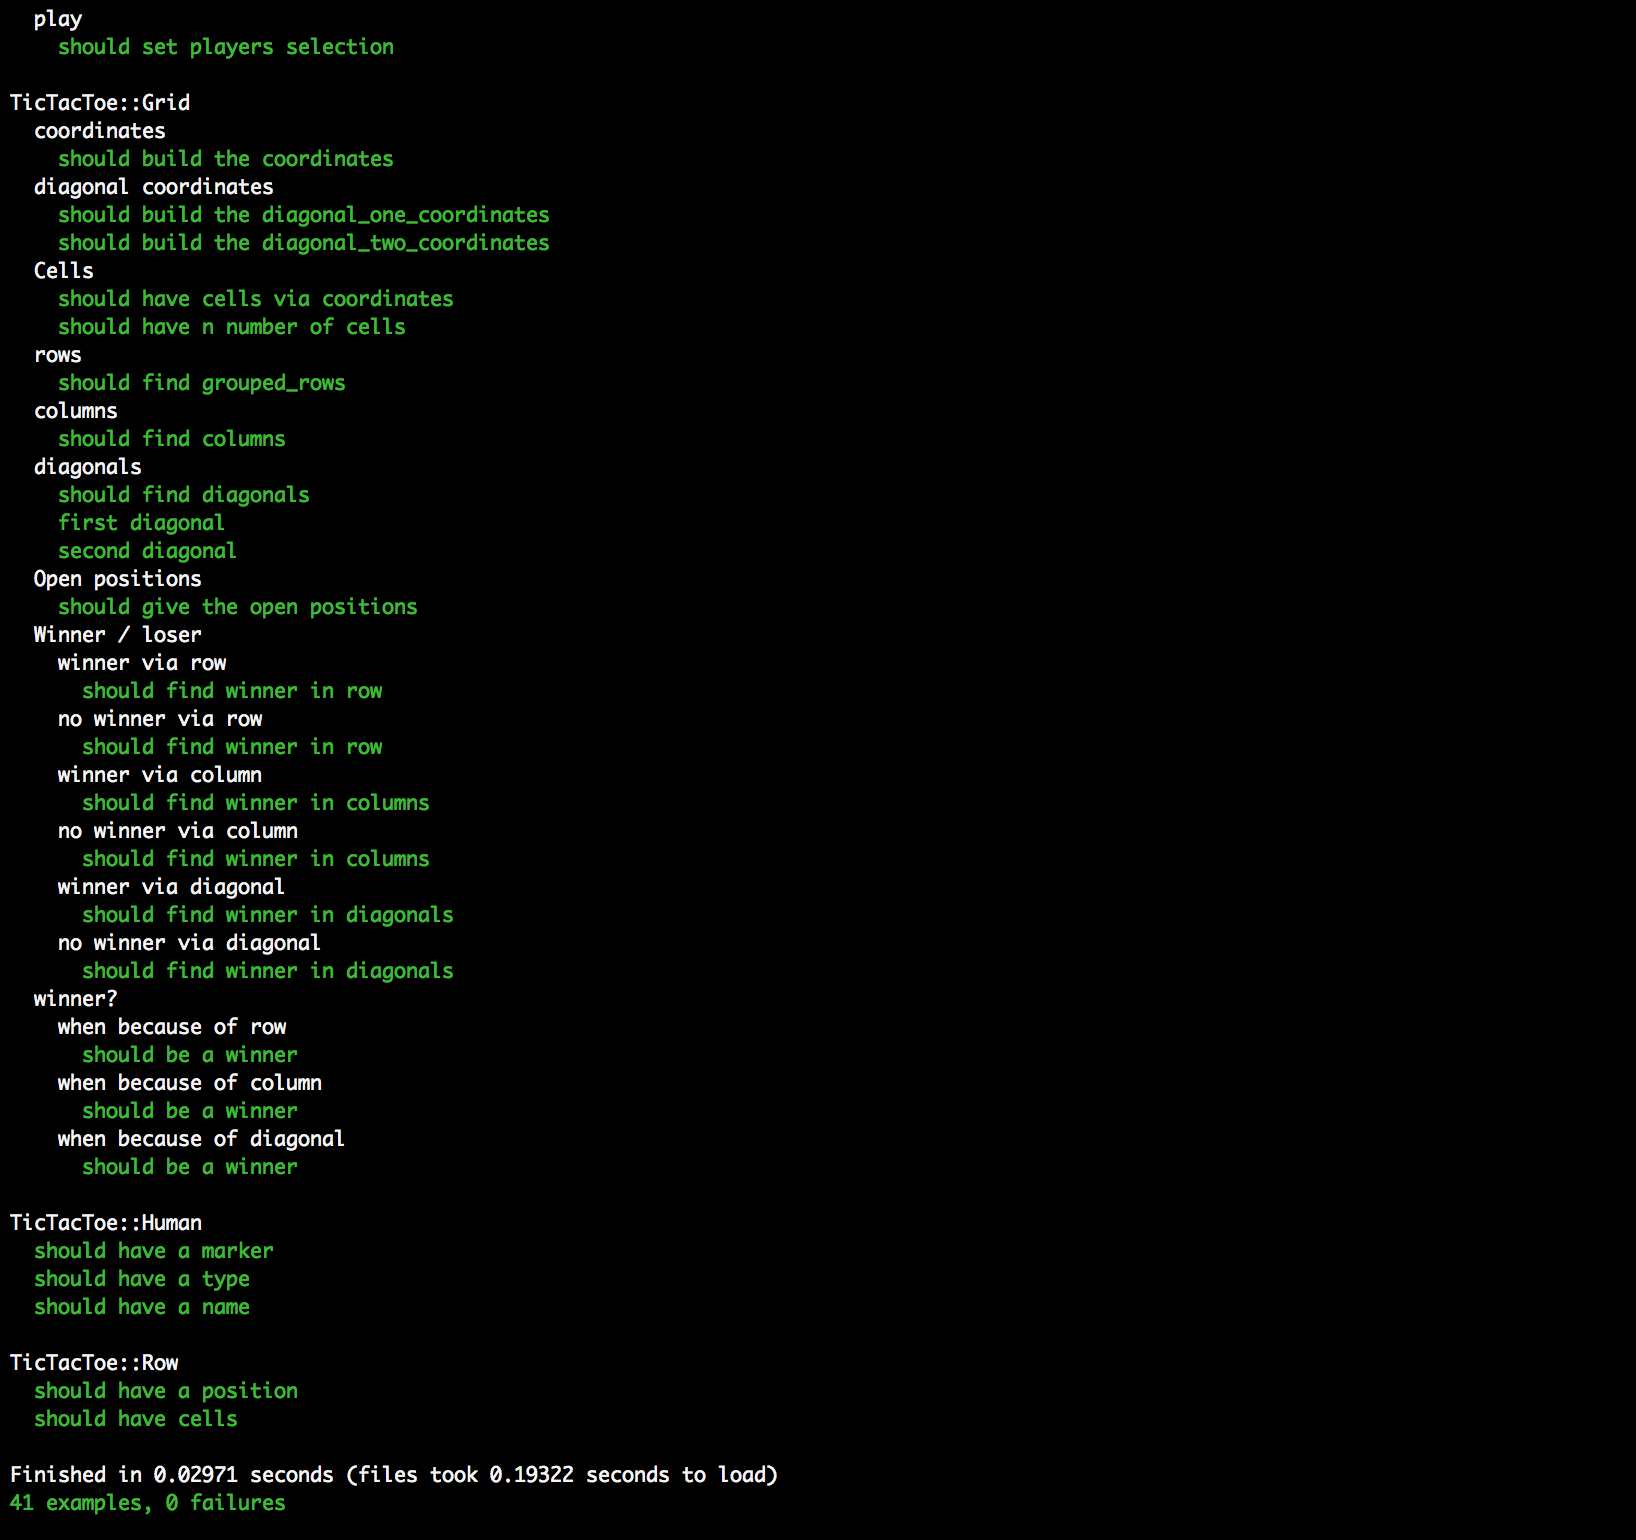 play
should set players selection
TicTacToe::Grid
coordinates
should build the coordinates
diagonal coordinates
should build the diagonal_one_coordinates
should build the diagonal_two_coordinates
Cells
should have cells via coordinates
should have n number of cells
rows
should find grouped_rows
columns
should find columns
diagonals
should find diagonals
first diagonal
second diagonal
Open positions
should give the open positions
Winner / loser
winner via row
should find winner in row
no winner via row
should find winner in row
winner via column
should find winner in columns
no winner via column
should find winner in columns
winner via diagonal
should find winner in diagonals
no winner via diagonal
should find winner in diagonals
winner?
when because of row
should be a winner
when because of column
should be a winner
when because of diagonal
should be a winner
TicTacToe::Human
should have a marker
should have a type
should have a name
TicTacToe::Row
should have a position
should have cells
Finished in 0.02971 seconds (files took 0.19322 seconds to load)
41 examples, 0 failures